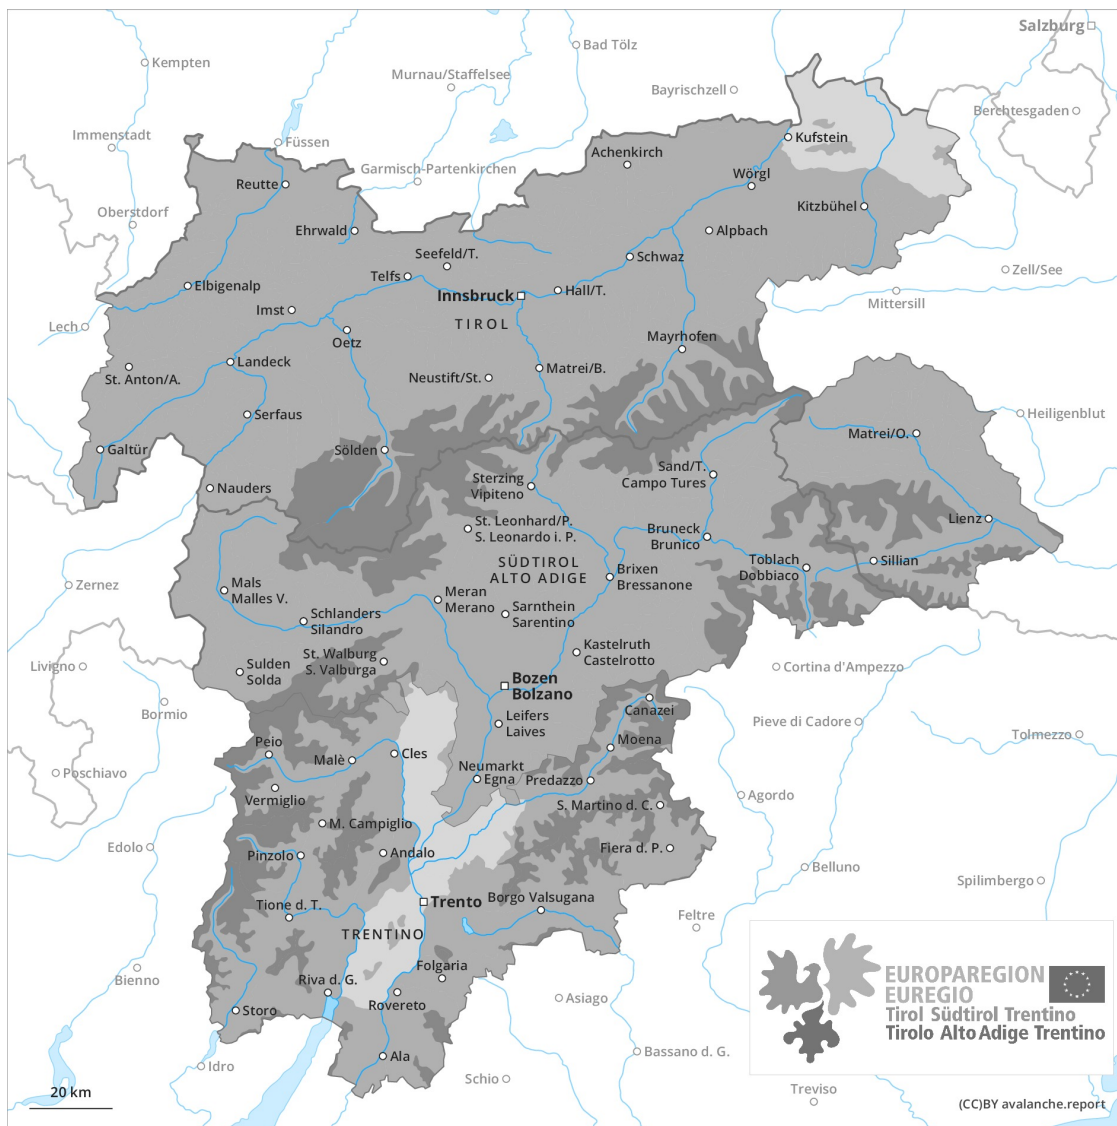 Salzburg
Bad Tölz
Kempten
Murnau/Staffelsee
Bayrischzell
Berchtesgaden
Immenstadt
Füssen
Kufstein
Achenkirch
Garmisch-Partenkirchen
Wörgl
Reutte
Oberstdorf
Kitzbühel
Ehrwald
Alpbach
Seefeld/T.
Schwaz
Zell/See
Telfs
Elbigenalp
Hall/T.
Innsbruck
Mittersill
Imst
TIROL
Lech
Oetz
Mayrhofen
Landeck
Matrei/B.
St. Anton/A.
Neustift/St.
Serfaus
Heiligenblut
Matrei/O.
Galtür
Sölden
Sand/T.
Campo Tures
Sterzing
Vipiteno
Nauders
Lienz
St. Leonhard/P.
S. Leonardo i. P.
Bruneck
Brunico
SÜDTIROL
ALTO ADIGE
Toblach
Dobbiaco
Sillian
Brixen
Bressanone
Zernez
Mals
Malles V.
Meran
Merano
Sarnthein
Sarentino
Schlanders
Silandro
Kastelruth
Castelrotto
St. Walburg
S. Valburga
Livigno
Sulden
Solda
Cortina d'Ampezzo
Bozen
Bolzano
Canazei
Bormio
Leifers
Laives
Pieve di Cadore
Tolmezzo
Peio
Moena
Cles
Malè
Neumarkt
Egna
Predazzo
Poschiavo
Vermiglio
Agordo
S. Martino d. C.
M. Campiglio
Edolo
Fiera d. P.
Andalo
Pinzolo
Belluno
Spilimbergo
Borgo Valsugana
Trento
Tione d. T.
Feltre
TRENTINO
Folgaria
Bienno
Riva d. G.
Rovereto
Asiago
Storo
EUROPAREGION
EUREGIO
Tirol Südtirol Trentino
Tirolo Alto Adige Trentino
Ala
Bassano d. G.
Idro
Schio
Treviso
20 km
(CC)BY avalanche.report